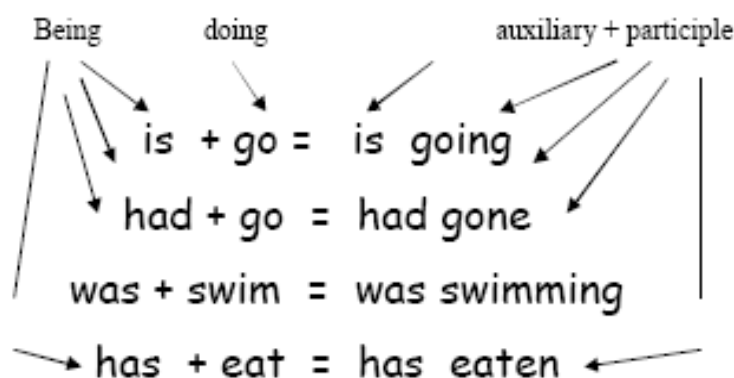 Being doing auxiliary + participle
is + go = is going
had + go = had gone
was + swim = was swimming
has + eat = has eaten